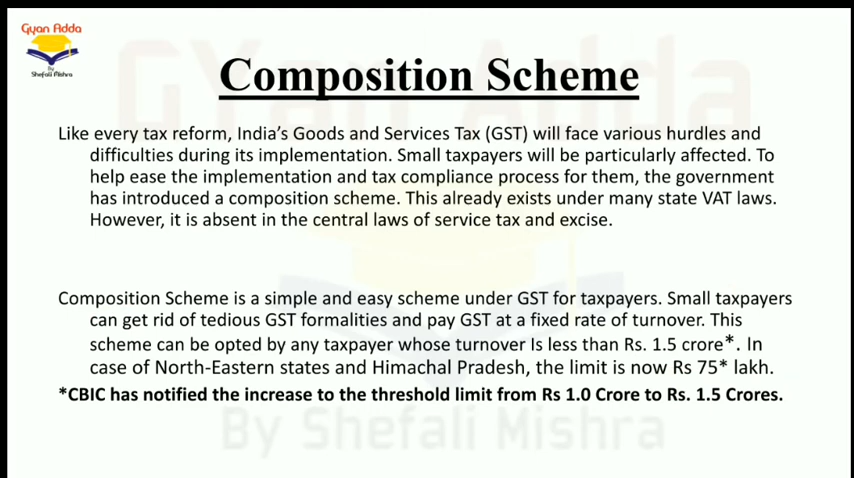 Gyan Adda
By
Shefali Mishra
Composition Scheme
Like every tax reform, India's Goods and Services Tax (GST) will face various hurdles and
difficulties during its implementation. Small taxpayers will be particularly affected. To
help ease the implementation and tax compliance process for them, the government
has introduced a composition scheme. This already exists under many state VAT laws.
However, it is absent in the central laws of service tax and excise.
Composition Scheme is a simple and easy scheme under GST for taxpayers. Small taxpayers
can get rid of tedious GST formalities and pay GST at a fixed rate of turnover. This
scheme can be opted by any taxpayer whose turnover Is less than Rs. 1.5 crore*. In
case of North-Eastern states and Himachal Pradesh, the limit is now Rs 75* lakh.
*CBIC has notified the increase to the threshold limit from Rs 1.0 Crore to Rs. 1.5 Crores.
GYan Adda
By Shefali Mishra